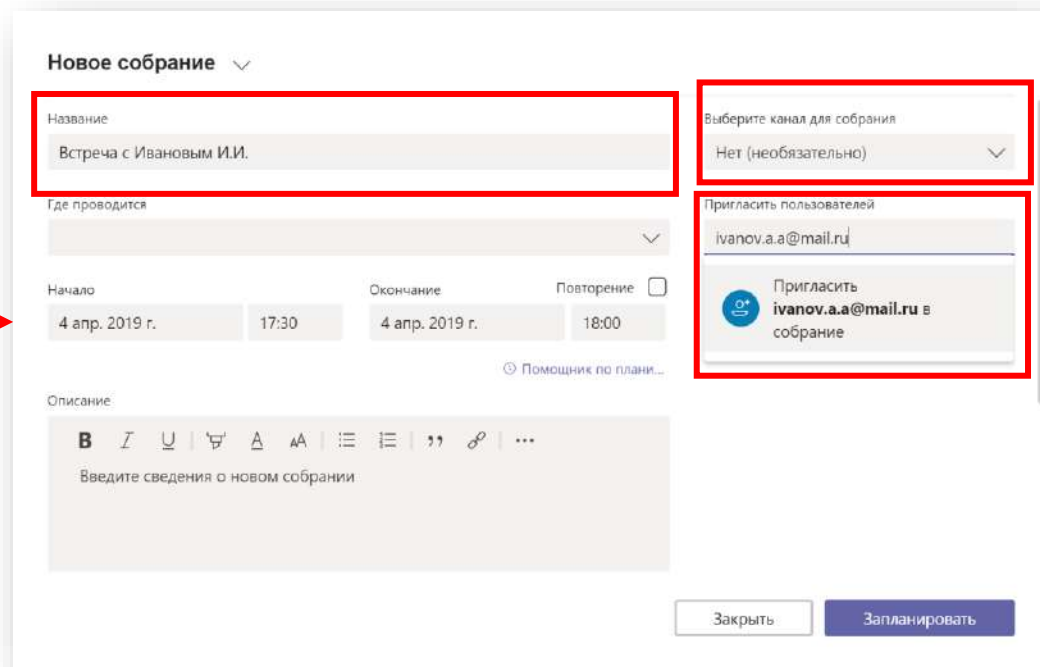 Новое собрание
Название
Встреча с Ивановым И.И.
Выберите канал для собрания
Нет (необязательно)
Где проводится
Пригласить пользователей
ivanov.a.a@mail.ru
Пригласить
ivanov.a.a@mail.ru в
собрание
Начало
Окончание
Повторение
4 апр. 2019 г.
17:30
4 апр. 2019 г.
18:00
Помощник по плани...
Описание
B I U A AA ,, ...
Введите сведения о новом собрании
Закрыть
Запланировать